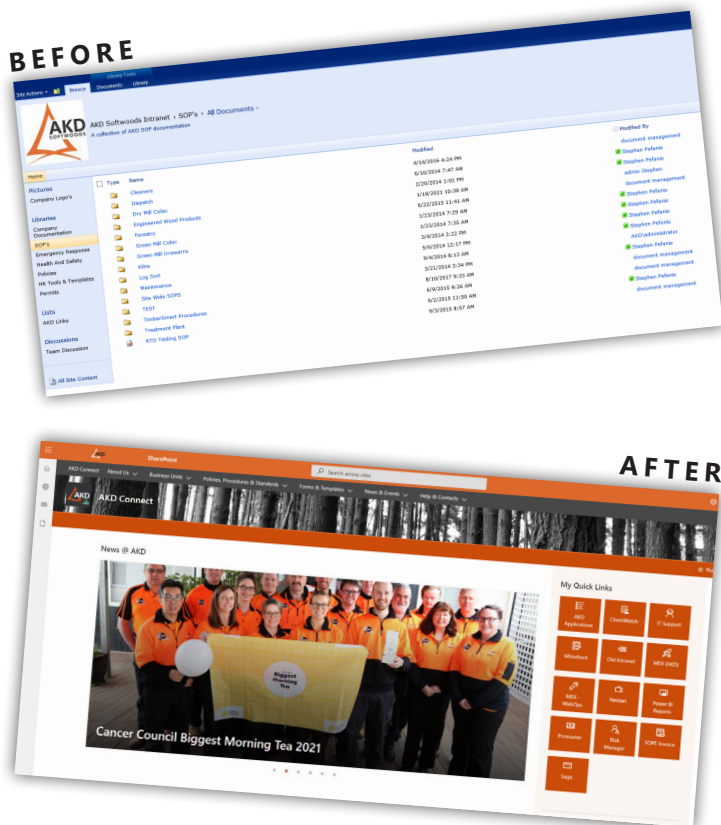 BEFORE
Library Tools
Site Actions
Browse
Documents
Library
AKD
SOFTWOODS
AKD Softwoods Intranet › SOP's › All Documents
A collection of AKD SOP documentation
Home
Pictures
Company Logo's
Libraries
Company
Documentation
SOP's
Emergency Response
Health And Safety
Policies
HR Tools & Templates
Permits
Lists
AKD Links
Discussions
Team Discussion
All Site Content
Type
Name
Cleaners
Dispatch
Dry Mill Colac
Engineered Wood Products
Forestry
Green Mill Colac
Green Mill Irrewarra
Kilns
Log Sort
Maintenance
Site Wide SOPS
TEST
TimberSmart Procedures
Treatment Plant
RTO Testing SOP
Modified
6/14/2016 4:24 PM
6/16/2014 7:47 AM
2/20/2014 1:02 PM
1/18/2021 10:38 AM
6/22/2015 11:41 AM
1/23/2014 7:29 AM
1/23/2014 7:35 AM
3/4/2014 2:22 PM
5/6/2014 12:17 PM
9/4/2014 8:13 AM
3/21/2014 3:34 PM
8/10/2017 9:33 AM
6/9/2015 9:26 AM
6/2/2015 11:59 AM
9/3/2015 8:57 AM
Modified By
document management
Stephen Pefanis
Stephen Pefanis
admin Stephen
document management
Stephen Pefanis
Stephen Pefanis
Stephen Pefanis
Stephen Pefanis
AKD\administrator
Stephen Pefanis
document management
document management
Stephen Pefanis
document management
AFTER
AKD
SharePoint
Search across sites
AKD Connect
About Us
Business Units
Policies, Procedures & Standards
Forms & Templates
News & Events
Help & Contacts
AKD
AKD Connect
News @ AKD
Biggest
Morning
Tea
Cancer Council Biggest Morning Tea 2021
My Quick Links
AKD
Applications
ChemWatch
IT Support
MinoTrack
Old Intranet
MEX (AKD)
MEX -
WebOps
Nectari
Power BI
Reports
Promaster
Risk
Manager
SOPT Invoice
Sage